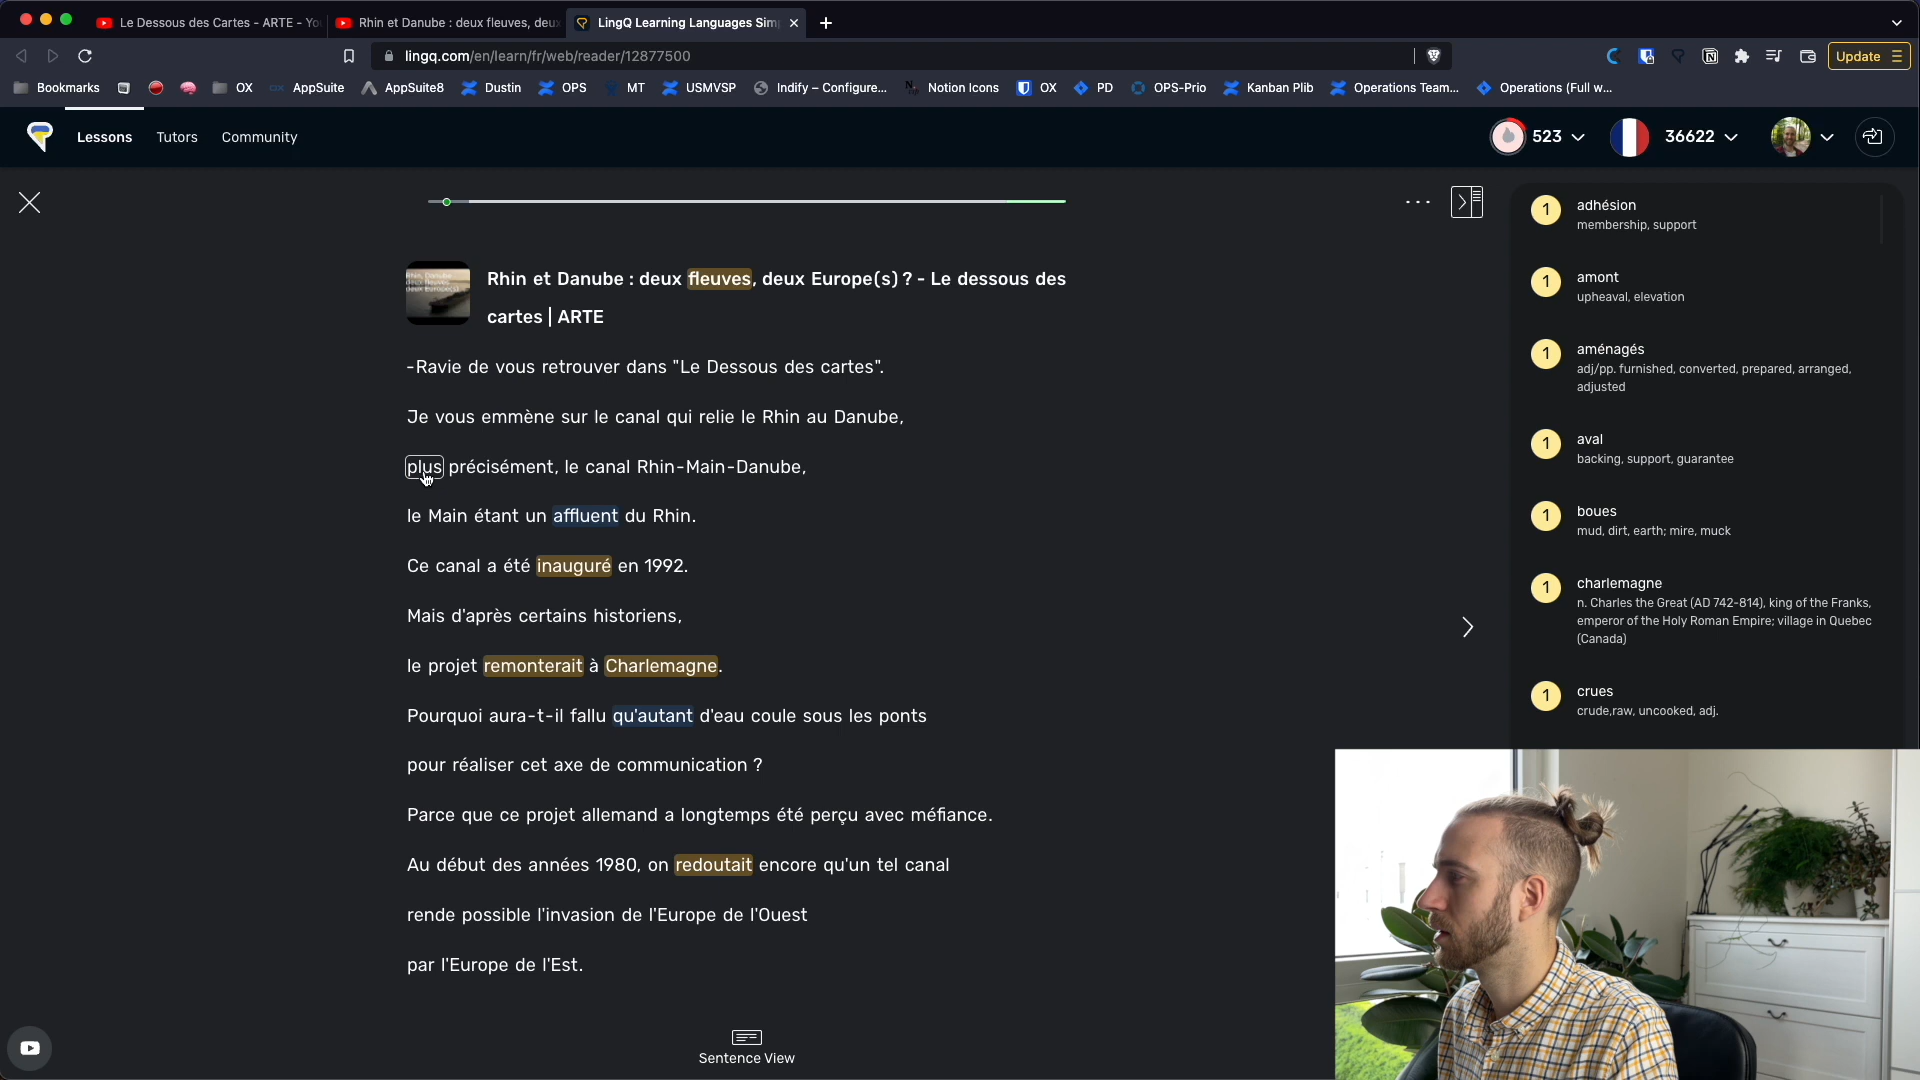 Le Dessous des Cartes - ARTE - Yo
Rhin et Danube : deux fleuves, deux
LingQ Learning Languages Sim
lingq.com/en/learn/fr/web/reader/12877500
Update
Bookmarks
OX
AppSuite
AppSuite8
Dustin
OPS
MT
USMVSP
Indify – Configure...
Notion Icons
OX
PD
OPS-Prio
Kanban Plib
Operations Team...
Operations (Full w...
Lessons
Tutors
Community
523
36622
Rhin et Danube : deux fleuves, deux Europe(s) ? - Le dessous des
cartes | ARTE
-Ravie de vous retrouver dans "Le Dessous des cartes".
Je vous emmène sur le canal qui relie le Rhin au Danube,
plus précisément, le canal Rhin-Main-Danube,
le Main étant un affluent du Rhin.
Ce canal a été inauguré en 1992.
Mais d'après certains historiens,
le projet remonterait à Charlemagne.
Pourquoi aura-t-il fallu qu'autant d'eau coule sous les ponts
pour réaliser cet axe de communication ?
Parce que ce projet allemand a longtemps été perçu avec méfiance.
Au début des années 1980, on redoutait encore qu'un tel canal
rende possible l'invasion de l'Europe de l'Ouest
par l'Europe de l'Est.
Sentence View
1
adhésion
membership, support
1
amont
upheaval, elevation
1
aménagés
adj/pp. furnished, converted, prepared, arranged,
adjusted
1
aval
backing, support, guarantee
1
boues
mud, dirt, earth; mire, muck
1
charlemagne
n. Charles the Great (AD 742-814), king of the Franks,
emperor of the Holy Roman Empire; village in Quebec
(Canada)
1
crues
crude,raw, uncooked, adj.